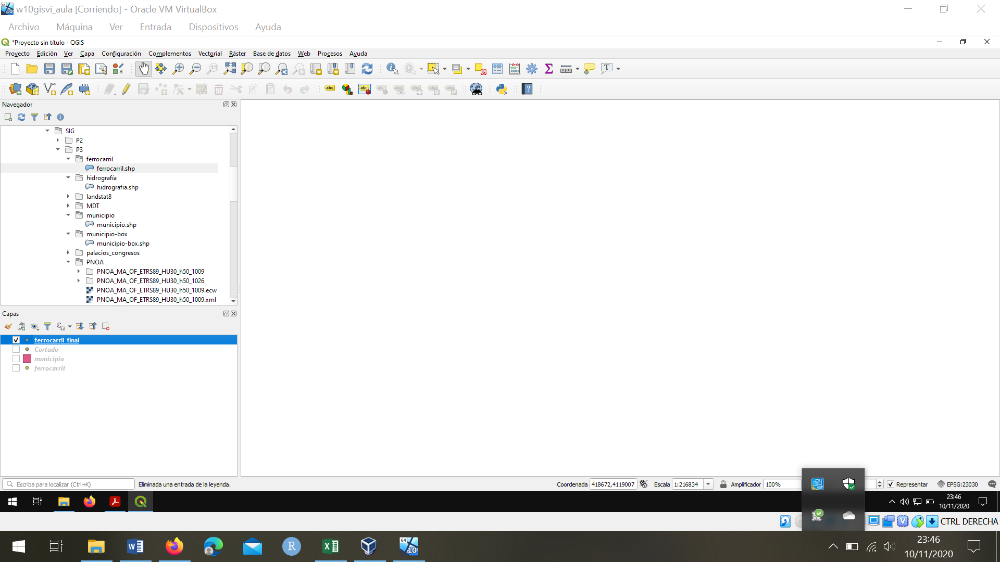 w10gisvi_aula [Corriendo] - Oracle VM VirtualBox
Archivo Máquina Ver Entrada Dispositivos Ayuda
*Proyecto sin título - QGIS
Proyecto Edición Ver Capa Configuración Complementos Vectorial Ráster Base de datos Web Procesos Ayuda
Navegador
SIG
P2
P3
ferrocarril
ferrocarril.shp
hidrografía
hidrografia.shp
landstat8
MDT
municipio
municipio.shp
municipio-box
municipio-box.shp
palacios_congresos
PNOA
PNOA_MA_OF_ETRS89_HU30_h50_1009
PNOA_MA_OF_ETRS89_HU30_h50_1026
PNOA_MA_OF_ETRS89_HU30_h50_1009.ecw
PNOA_MA_OF_ETRS89_HU30_h50_1009.xml
Capas
ferrocarril final
Cortado
municipio
ferrocarril
Escriba para localizar (Ctrl+K) Eliminada una entrada de la leyenda. Coordenada 418672,4119007 Escala 1:216834 Amplificador 100% Representar EPSG:23030
23:46
10/11/2020
CTRL DERECHA
23:46
10/11/2020